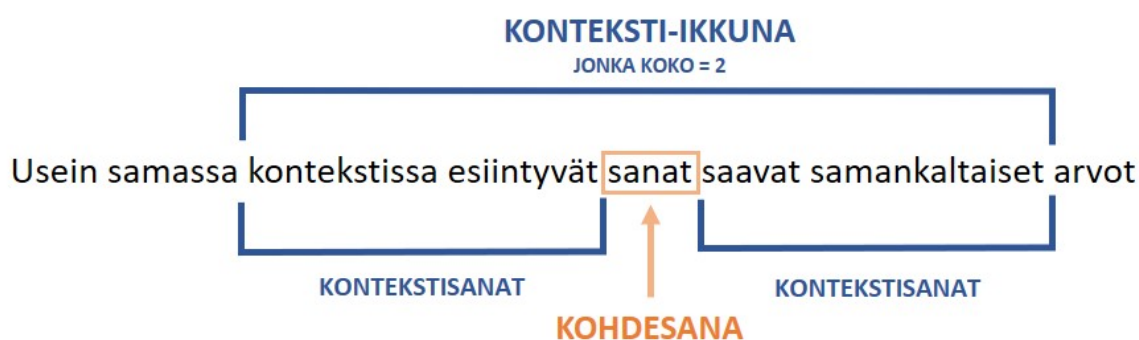 KONTEKSTI-IKKUNA
JONKA KOKO = 2
Usein samassa kontekstissa esiintyvät sanat saavat samankaltaiset arvot
KONTEKSTISANAT KONTEKSTISANAT
KOHDESANA